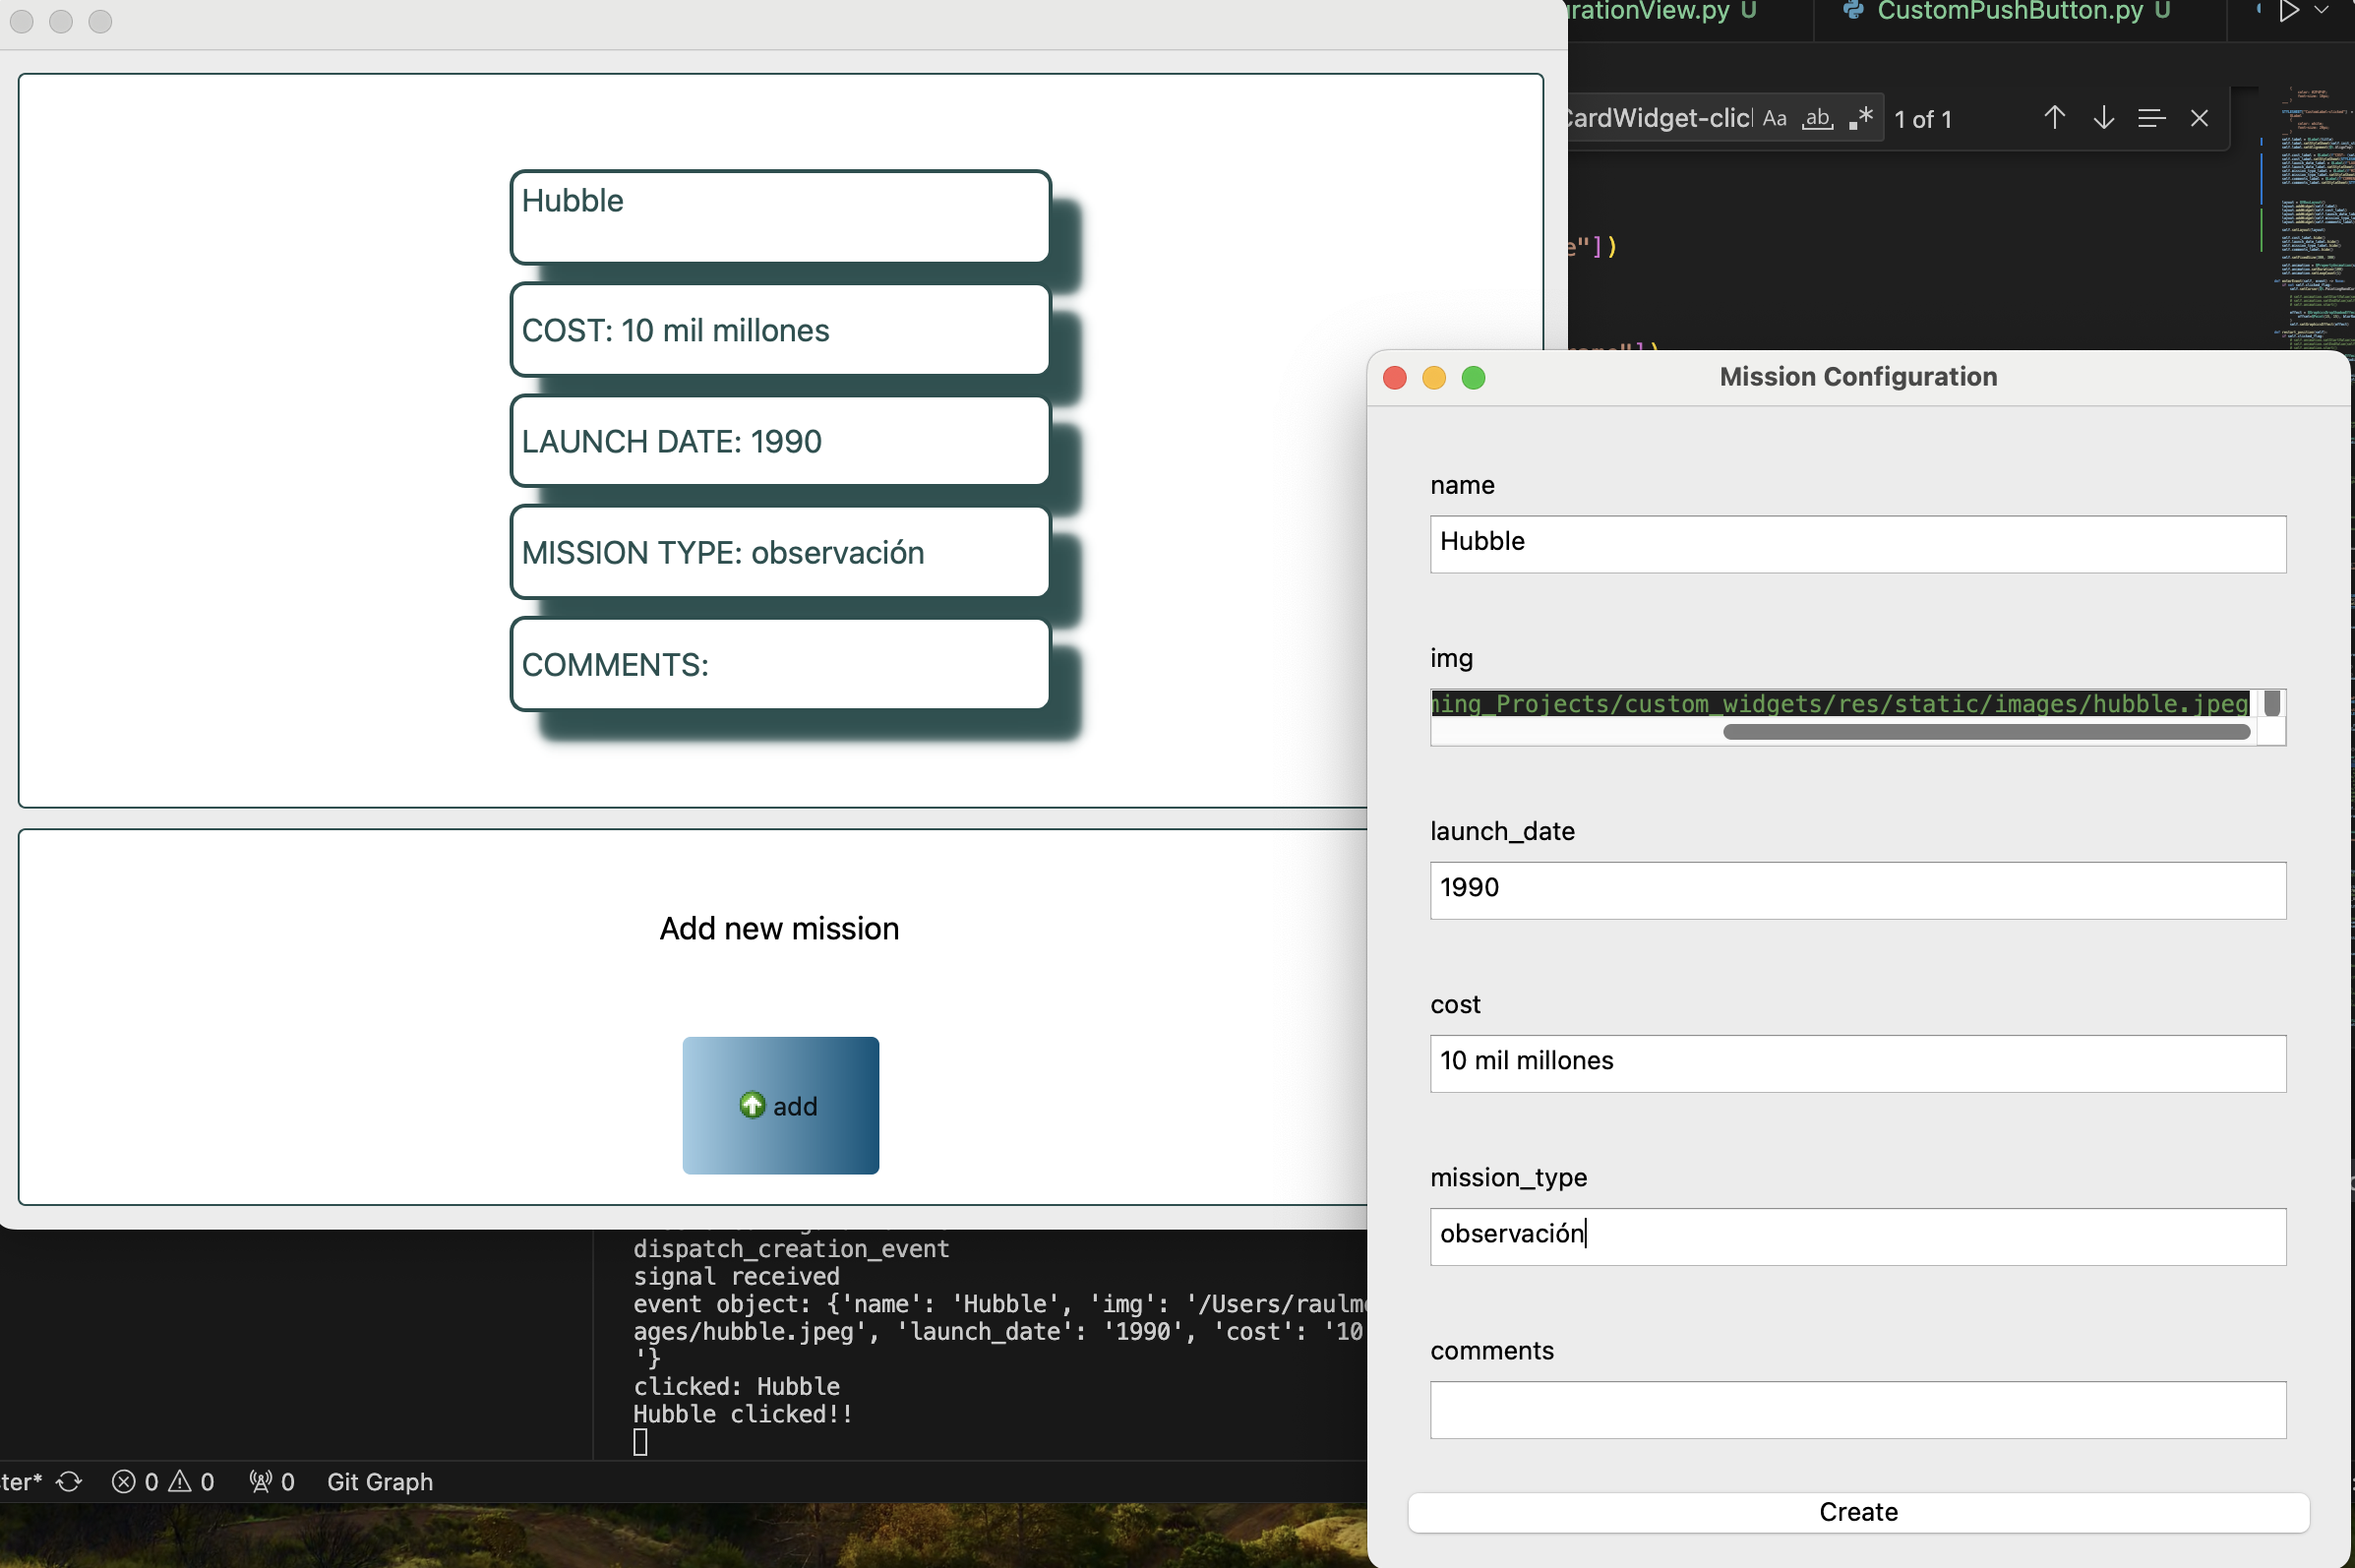 Hubble
COST: 10 mil millones
LAUNCH DATE: 1990
MISSION TYPE: observación
COMMENTS:
Add new mission
add
rationView.py U
CustomPushButton.py U
CardWidget-clic
Aa ab .*
1 of 1
e"])
Mission Configuration
name
Hubble
img
ning_Projects/custom_widgets/res/static/images/hubble.jpeg
launch_date
1990
cost
10 mil millones
mission_type
observación
comments
Create
dispatch_creation_event
signal received
event object: {'name': 'Hubble', 'img': '/Users/raulm
ages/hubble.jpeg', 'launch_date': '1990', 'cost': '10
'}
clicked: Hubble
Hubble clicked!!
ter* 0 0 0 Git Graph